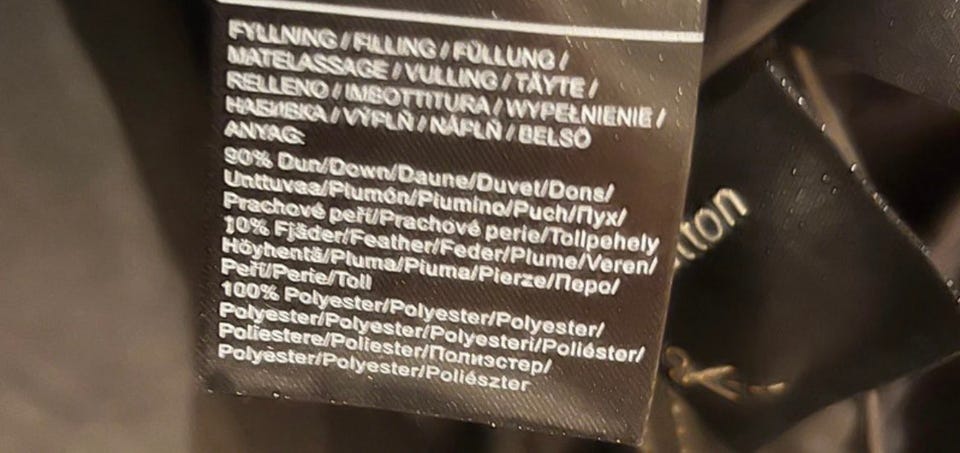 FYLLNING / FILLING / FÜLLUNG /
MATELASSAGE / VULLING / TÄYTE /
RELLENO / IMBOTTITURA / WYPEŁNIENIE /
НАБИВКА / VÝPLŇ / NÁPLŇ / BELSŐ
ANYAG:
90% Dun/Down/Daune/Duvet/Dons/
Unttuvaa/Plumón/Piumino/Puch/Пух/
Prachové peří/Prachové perie/Tollpehely
10% Fjäder/Feather/Feder/Plume/Veren/
Höyhentä/Pluma/Piuma/Pierze/Перо/
Peří/Perie/Toll
100% Polyester/Polyester/Polyester/
Polyester/Polyester/Polyesteri/Poliéster/
Poliestere/Poliester/Полиэстер/
Polyester/Polyester/Poliészter